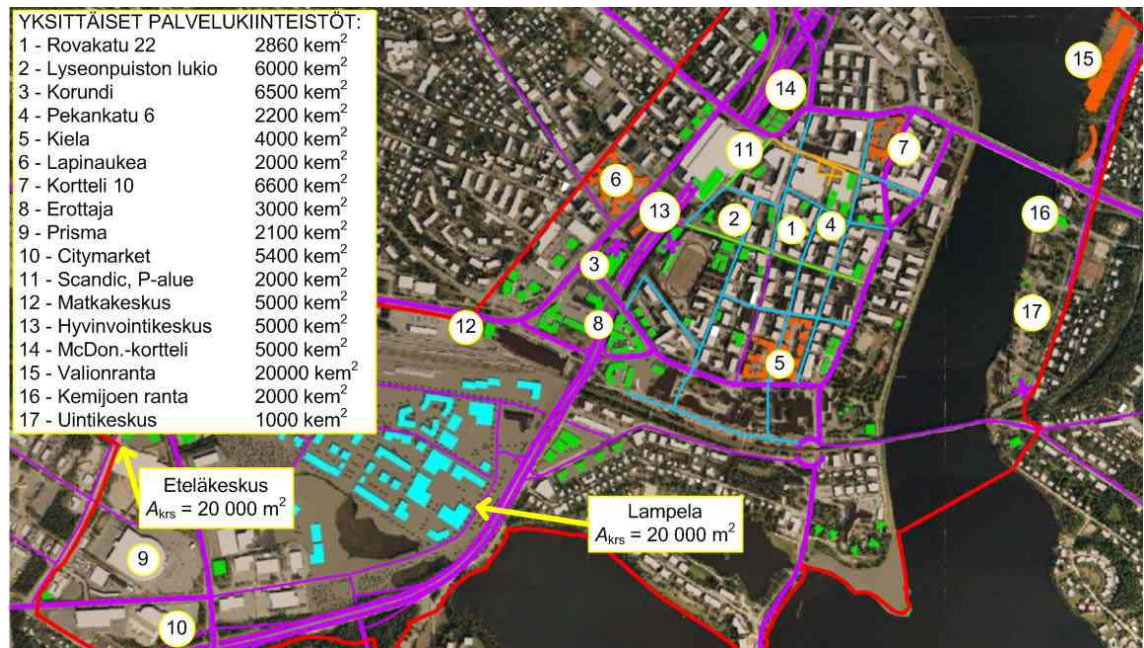 YKSITTÄISET PALVELUKIINTEISTÖT:
1 - Rovakatu 22 2860 kem²
2 - Lyseonpuiston lukio 6000 kem²
3 - Korundi 6500 kem²
4 - Pekankatu 6 2200 kem²
5 - Kiela 4000 kem²
6 - Lapinaukea 2000 kem²
7 - Kortteli 10 6600 kem²
8 - Erottaja 3000 kem²
9 - Prisma 2100 kem²
10 - Citymarket 5400 kem²
11 - Scandic, P-alue 2000 kem²
12 - Matkakeskus 5000 kem²
13 - Hyvinvointikeskus 5000 kem²
14 - McDon.-kortteli 5000 kem²
15 - Valionranta 20000 kem²
16 - Kemijoen ranta 2000 kem²
17 - Uintikeskus 1000 kem²
15
14
11
7
6
13
2
1
4
16
3
17
12
8
5
Eteläkeskus
Akrs = 20 000 m²
Lampela
Akrs = 20 000 m²
9
10